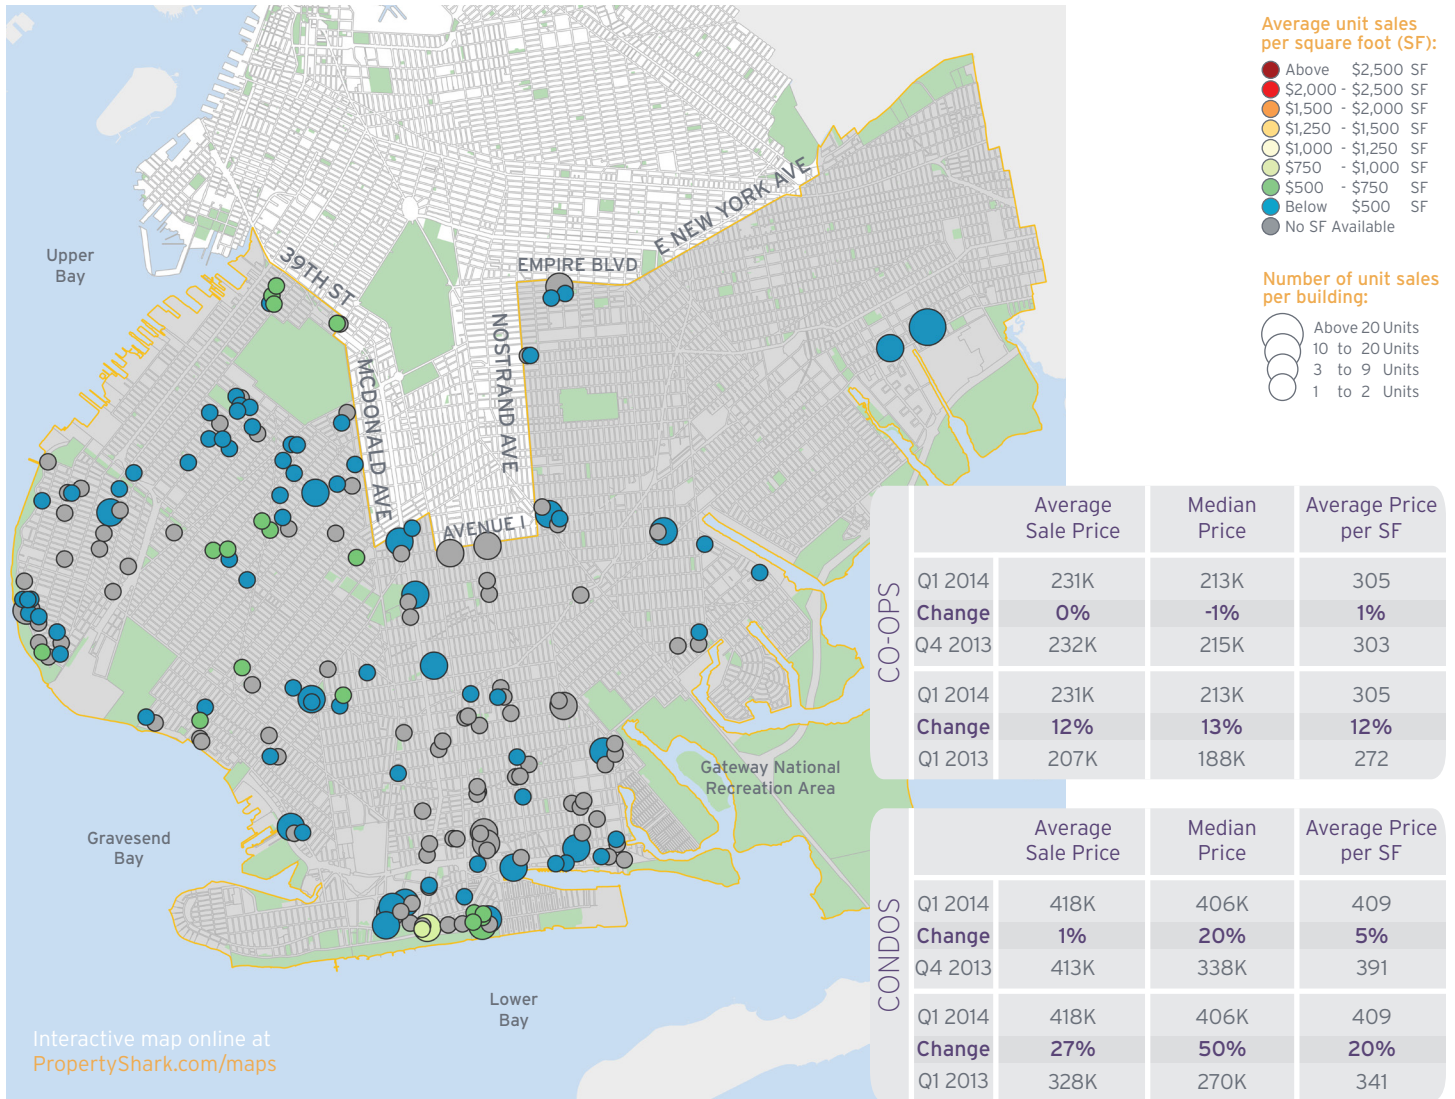 Average unit sales
per square foot (SF):
Above $2,500 SF
$2,000 - $2,500 SF
$1,500 - $2,000 SF
$1,250 - $1,500 SF
$1,000 - $1,250 SF
$750 - $1,000 SF
$500 - $750 SF
Below $500 SF
No SF Available
Number of unit sales
per building:
Above 20 Units
10 to 20 Units
3 to 9 Units
1 to 2 Units
Upper
Bay
39TH ST
EMPIRE BLVD
E NEW YORK AVE
MCDONALD AVE
NOSTRAND AVE
AVENUE I
Gateway National
Recreation Area
Gravesend
Bay
Lower
Bay
Interactive map online at
PropertyShark.com/maps
CO-OPS
Average Sale Price Median Price Average Price per SF
Q1 2014 231K 213K 305
Change 0% -1% 1%
Q4 2013 232K 215K 303
Q1 2014 231K 213K 305
Change 12% 13% 12%
Q1 2013 207K 188K 272
CONDOS
Average Sale Price Median Price Average Price per SF
Q1 2014 418K 406K 409
Change 1% 20% 5%
Q4 2013 413K 338K 391
Q1 2014 418K 406K 409
Change 27% 50% 20%
Q1 2013 328K 270K 341